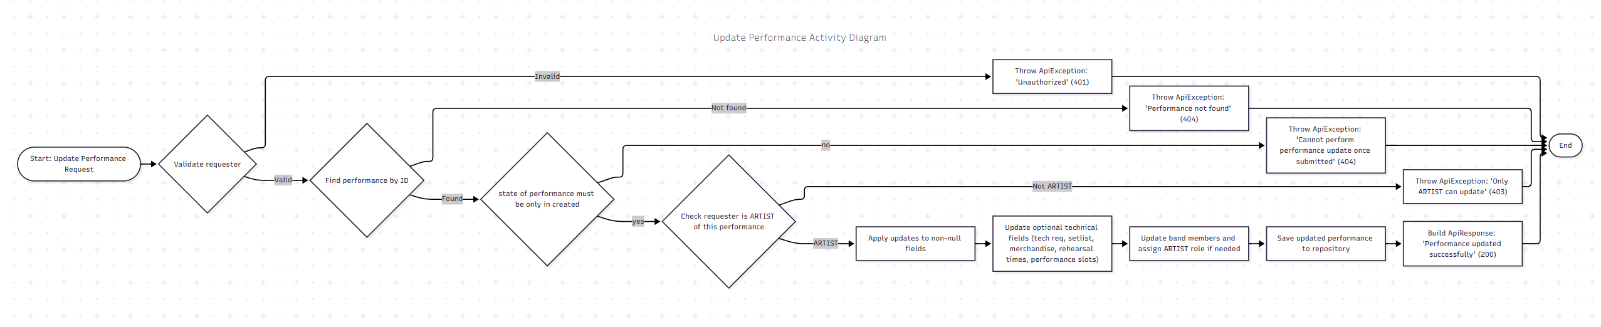 Update Performance Activity Diagram
Invalid
Throw ApiException:
'Unauthorized' (401)
Not found
Throw ApiException:
'Performance not found'
(404)
no
Throw ApiException:
'Cannot perform
performance update once
submitted' (404)
End
Start: Update Performance
Request
Validate requester
Valid
Find performance by ID
Found
state of performance must
be only in created
Not ARTIST
Throw ApiException: 'Only
ARTIST can update' (403)
yes
Check requester is ARTIST
of this performance
ARTIST
Apply updates to non-null
fields
Update optional technical
fields (tech req, setlist,
merchandise, rehearsal
times, performance slots)
Update band members and
assign ARTIST role if needed
Save updated performance
to repository
Build ApiResponse:
'Performance updated
successfully' (200)